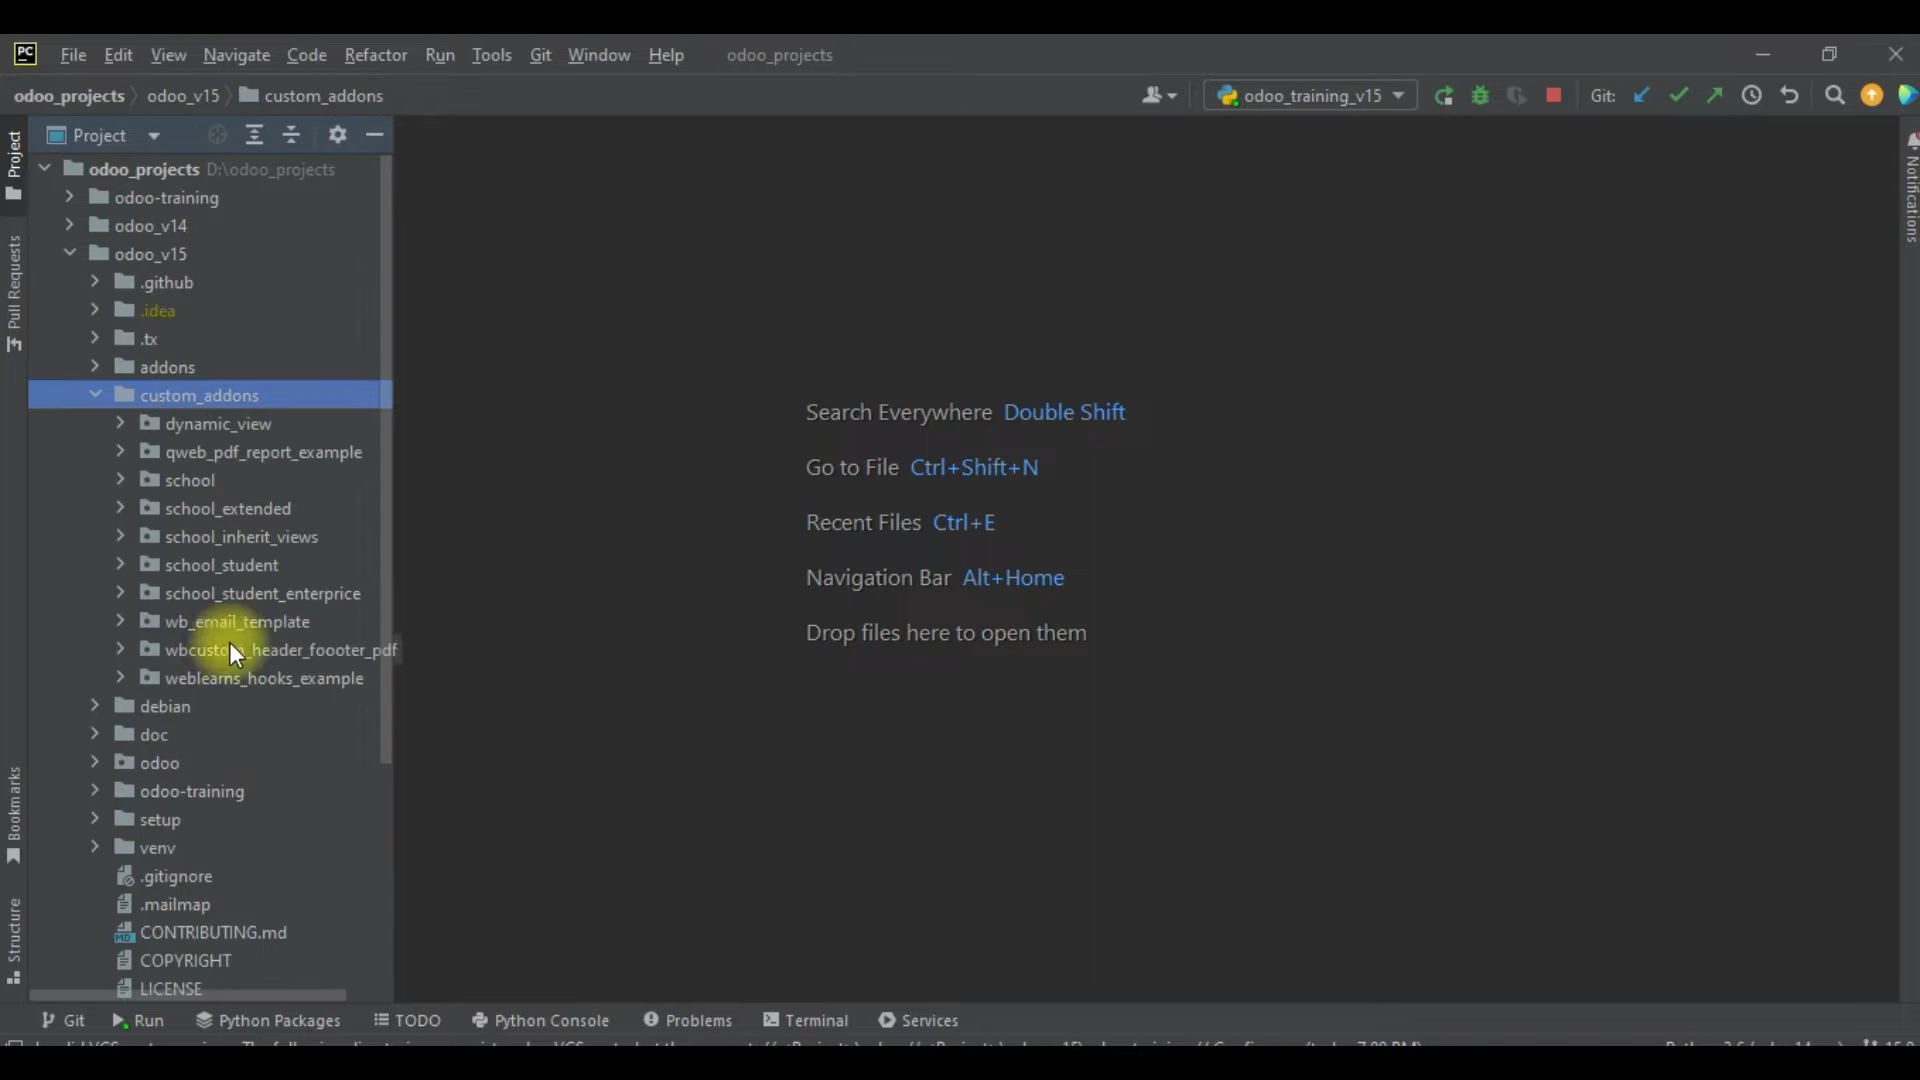 PC File Edit View Navigate Code Refactor Run Tools Git Window Help odoo_projects
odoo_projects odoo_v15 custom_addons odoo_training_v15 Git:
Project
Project
Pull Requests
Bookmarks
Structure
odoo_projects D:\odoo_projects
odoo-training
odoo_v14
odoo_v15
.github
.idea
.tx
addons
custom_addons
dynamic_view
qweb_pdf_report_example
school
school_extended
school_inherit_views
school_student
school_student_enterprice
wb_email_template
wbcustom_header_foooter_pdf
weblearns_hooks_example
debian
doc
odoo
odoo-training
setup
venv
.gitignore
.mailmap
CONTRIBUTING.md
COPYRIGHT
LICENSE
Search Everywhere Double Shift
Go to File Ctrl+Shift+N
Recent Files Ctrl+E
Navigation Bar Alt+Home
Drop files here to open them
Notifications
Git Run Python Packages TODO Python Console Problems Terminal Services